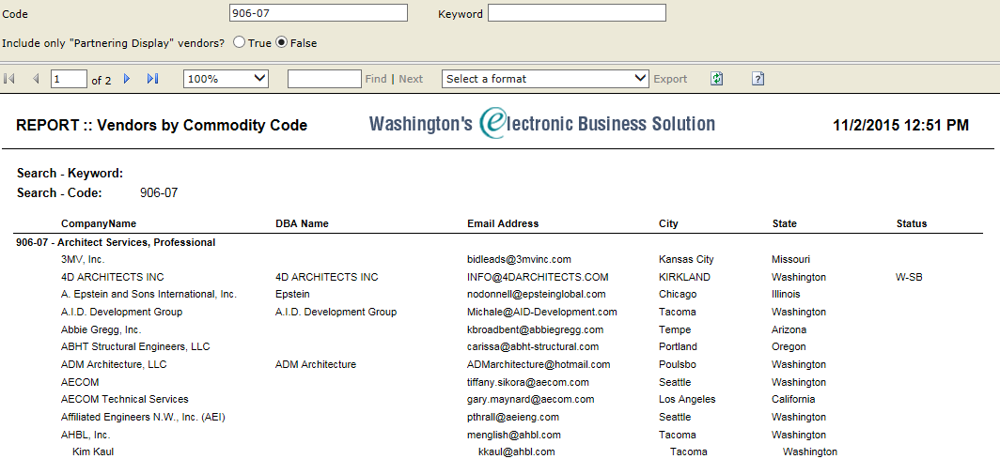 Code 906-07 Keyword
Include only "Partnering Display" vendors? True False
1 of 2 100% Find | Next Select a format Export
REPORT :: Vendors by Commodity Code Washington's electronic Business Solution 11/2/2015 12:51 PM
Search - Keyword:
Search - Code: 906-07
CompanyName DBA Name Email Address City State Status
906-07 - Architect Services, Professional
3MV, Inc. bidleads@3mvinc.com Kansas City Missouri
4D ARCHITECTS INC 4D ARCHITECTS INC INFO@4DARCHITECTS.COM KIRKLAND Washington W-SB
A. Epstein and Sons International, Inc. Epstein nodonnell@epsteinglobal.com Chicago Illinois
A.I.D. Development Group A.I.D. Development Group Michale@AID-Development.com Tacoma Washington
Abbie Gregg, Inc. kbroadbent@abbiegregg.com Tempe Arizona
ABHT Structural Engineers, LLC carissa@abht-structural.com Portland Oregon
ADM Architecture, LLC ADM Architecture ADMarchitecture@hotmail.com Poulsbo Washington
AECOM tiffany.sikora@aecom.com Seattle Washington
AECOM Technical Services gary.maynard@aecom.com Los Angeles California
Affiliated Engineers N.W., Inc. (AEI) pthrall@aeieng.com Seattle Washington
AHBL, Inc. menglish@ahbl.com Tacoma Washington
Kim Kaul kkaul@ahbl.com Tacoma Washington